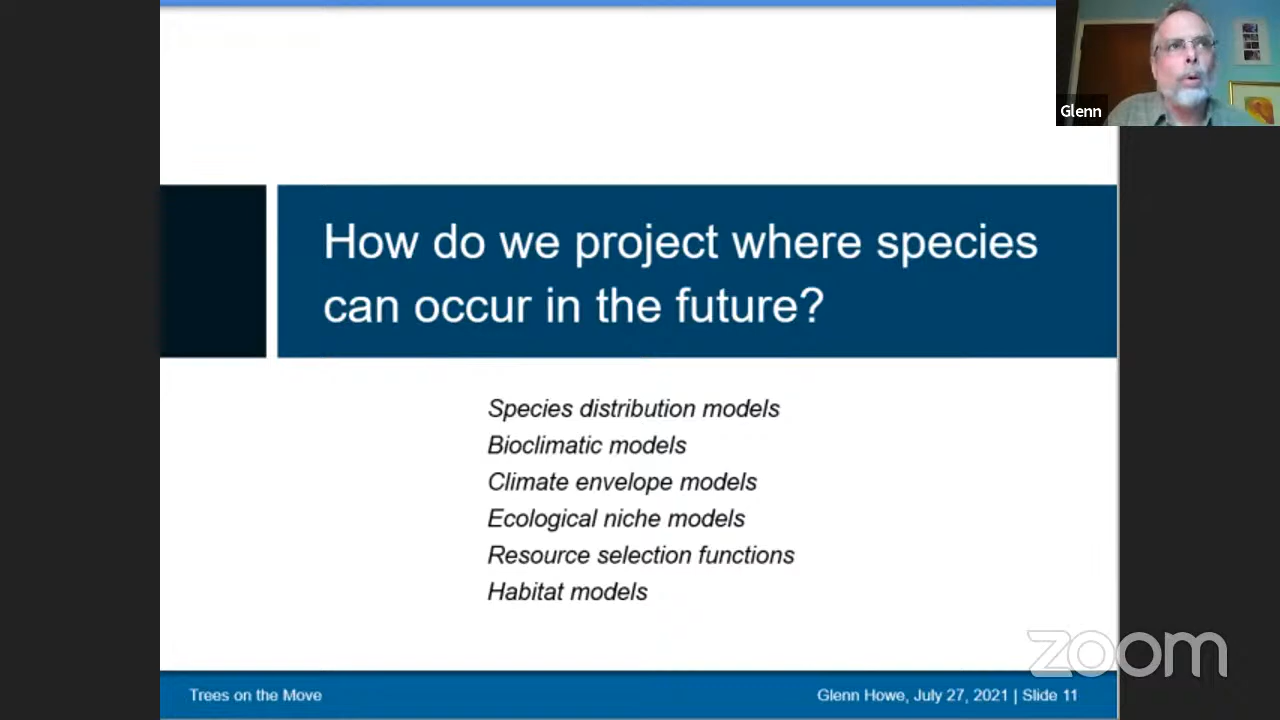 Glenn
How do we project where species
can occur in the future?
Species distribution models
Bioclimatic models
Climate envelope models
Ecological niche models
Resource selection functions
Habitat models
zoom
Trees on the Move
Glenn Howe, July 27, 2021 | Slide 11